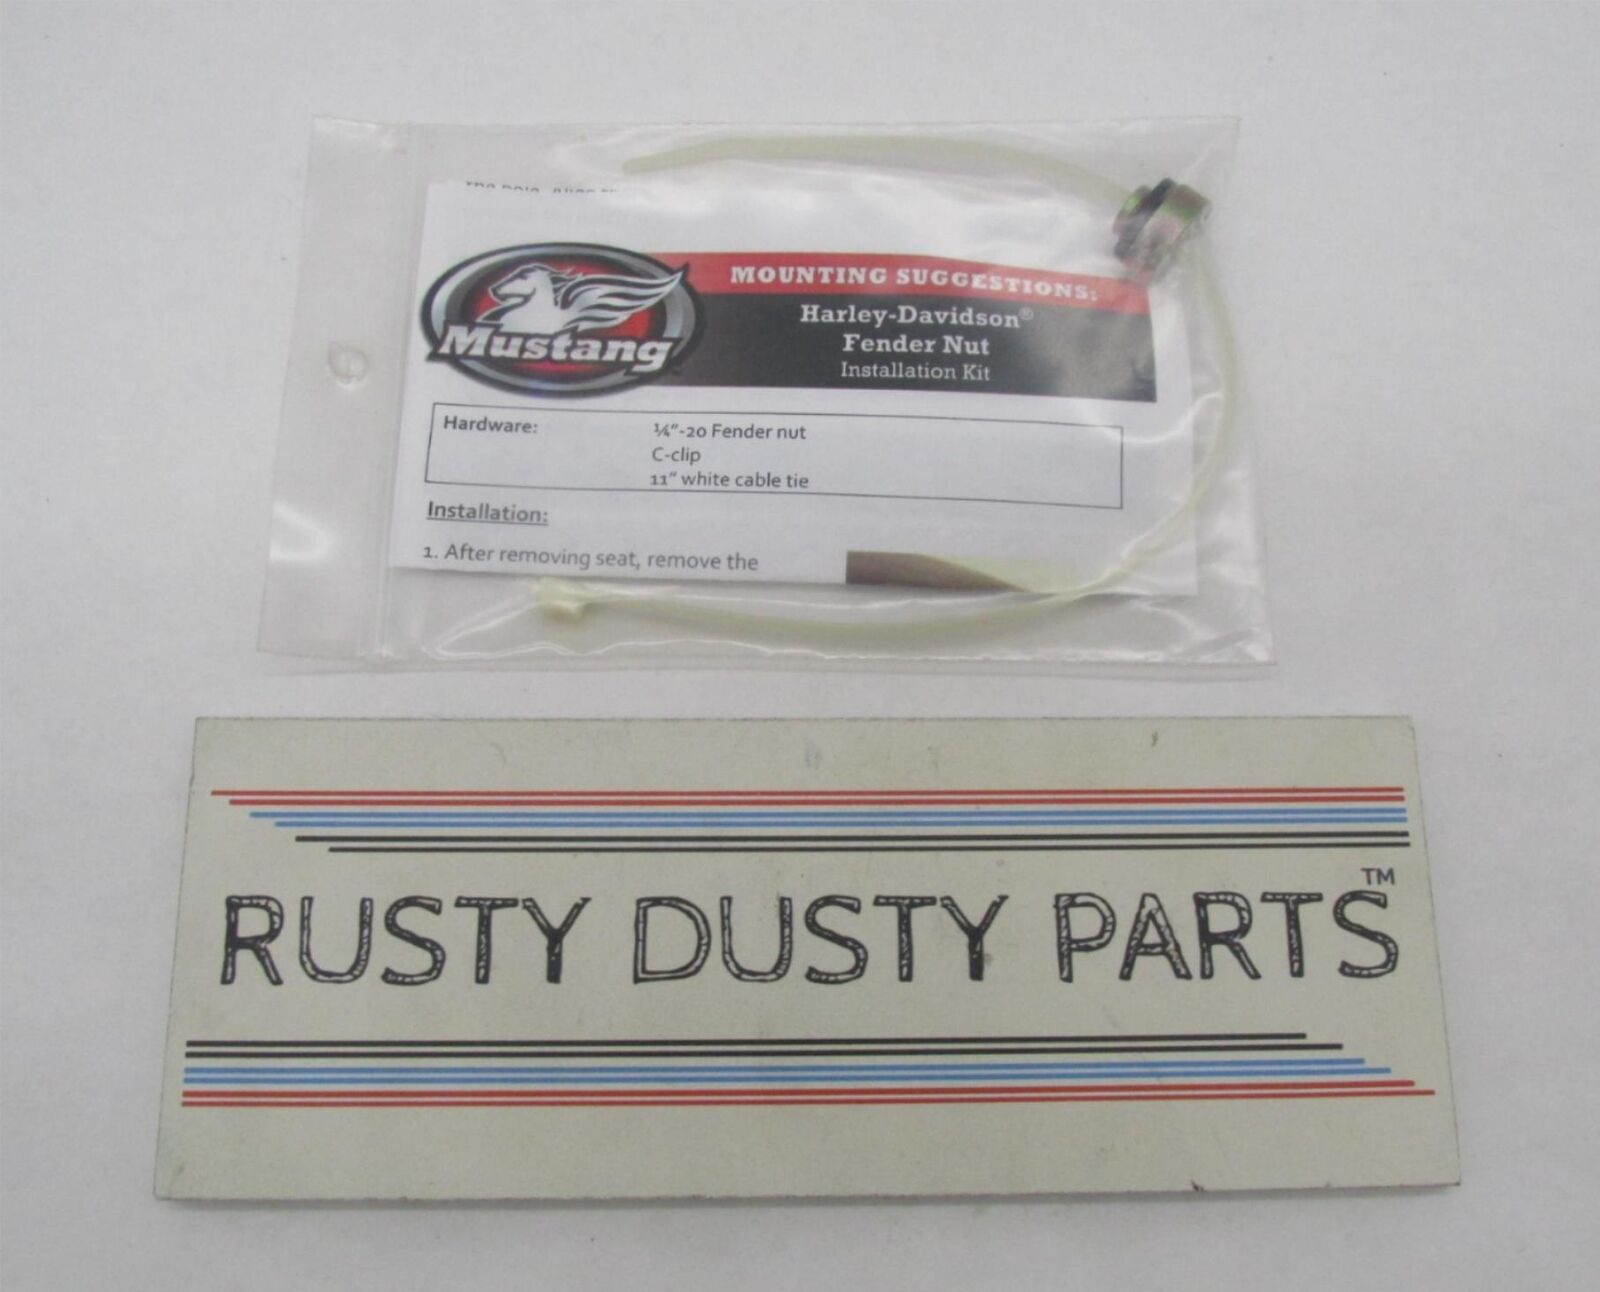 MOUNTING SUGGESTIONS:
Harley-Davidson®
Fender Nut
Installation Kit
Mustang
Hardware: ¼"-20 Fender nut
C-clip
11" white cable tie
Installation:
1. After removing seat, remove the
RUSTY DUSTY PARTS™